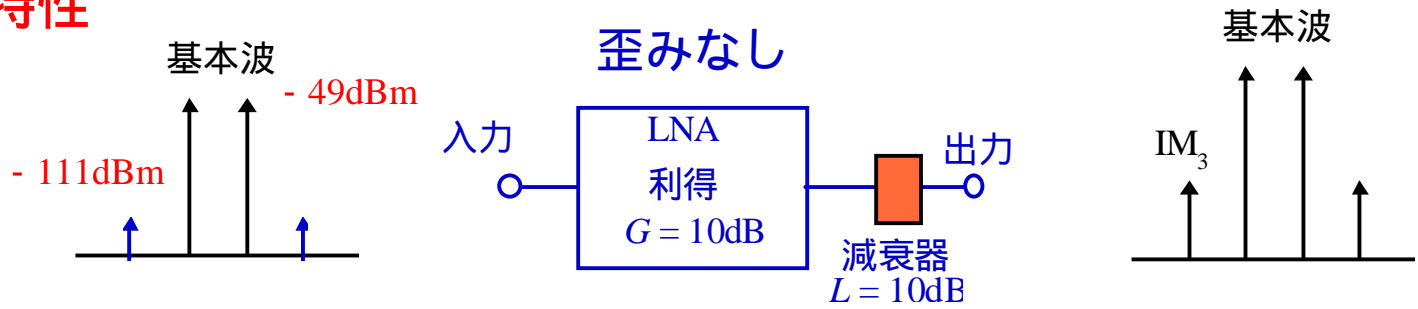 特性
基本波
- 49dBm
- 111dBm
歪みなし
入力
LNA
利得
G = 10dB
出力
減衰器
L = 10dB
基本波
IM3